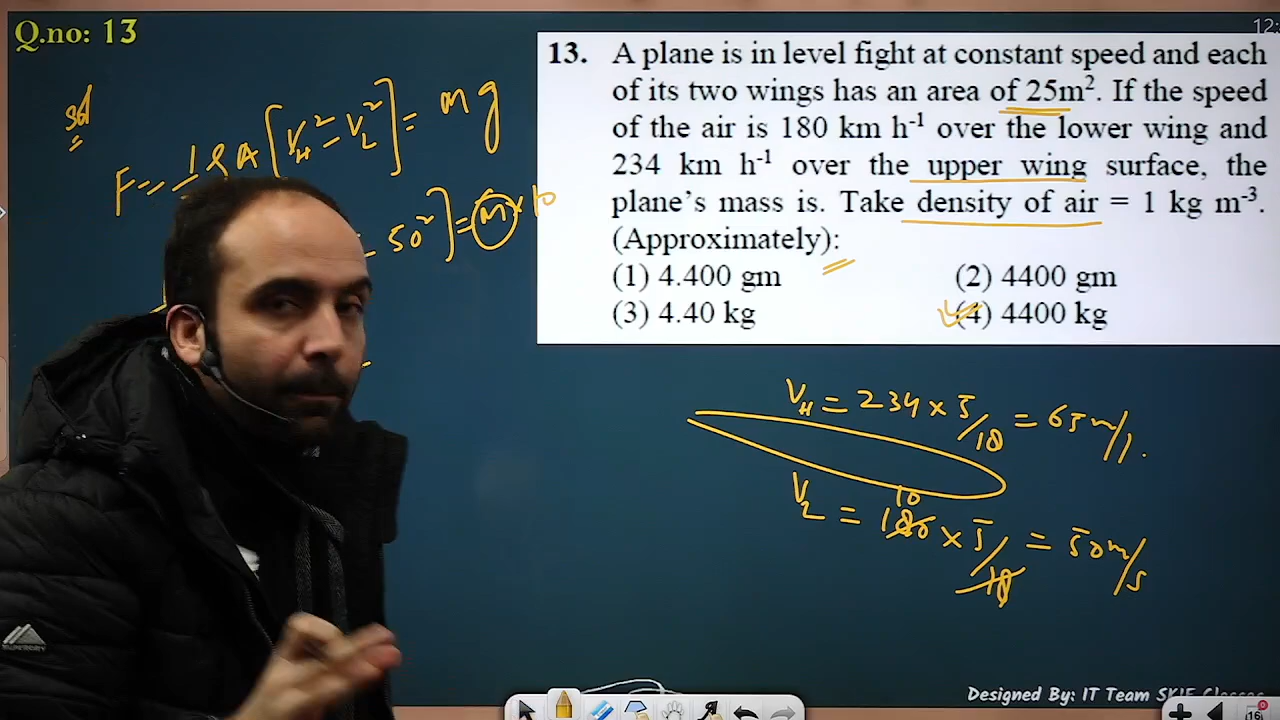 Q.no: 13
12:
13. A plane is in level fight at constant speed and each
of its two wings has an area of 25m². If the speed
of the air is 180 km h⁻¹ over the lower wing and
234 km h⁻¹ over the upper wing surface, the
plane's mass is. Take density of air = 1 kg m⁻³.
(Approximately):
(1) 4.400 gm (2) 4400 gm
(3) 4.40 kg (4) 4400 kg
Sol
F = 1 ρA [V_H² - V_L²] = mg
50²] = m × 10
V_H = 234 × 5/18 = 65 m/s.
10
V_L = 180 × 5/18 = 50 m/s
SUPERDRY
Designed By: IT Team SKIE Classes